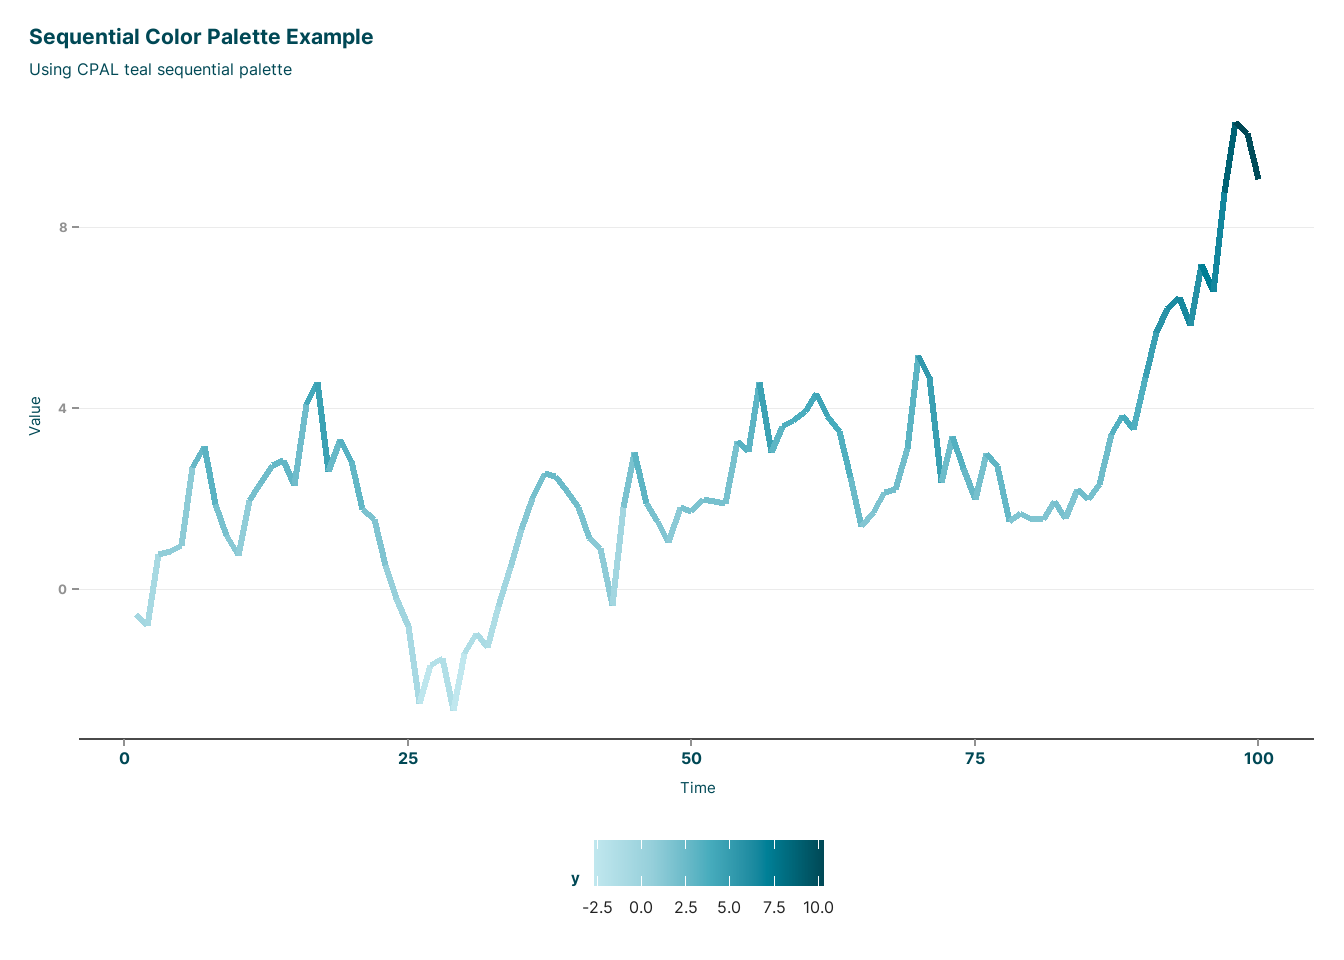 Sequential Color Palette Example
Using CPAL teal sequential palette
Value
8
4
0
0 25 50 75 100
Time
y
-2.5 0.0 2.5 5.0 7.5 10.0